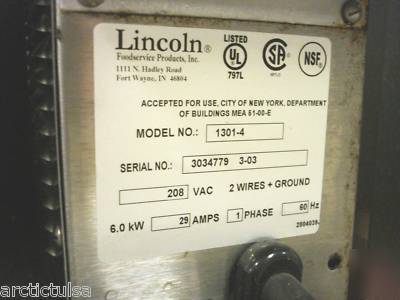 Lincoln®
Foodservice Products, Inc.
1111 N. Hadley Road
Fort Wayne, IN 46804
LISTED
UL
®
797L
SA
®
NSF®
ACCEPTED FOR USE, CITY OF NEW YORK, DEPARTMENT
OF BUILDINGS MEA 51-00-E
MODEL NO.: 1301-4
SERIAL NO.: 3034779 3-03
208 VAC 2 WIRES + GROUND
6.0 kW 29 AMPS 1 PHASE 60 Hz
arctictulsa